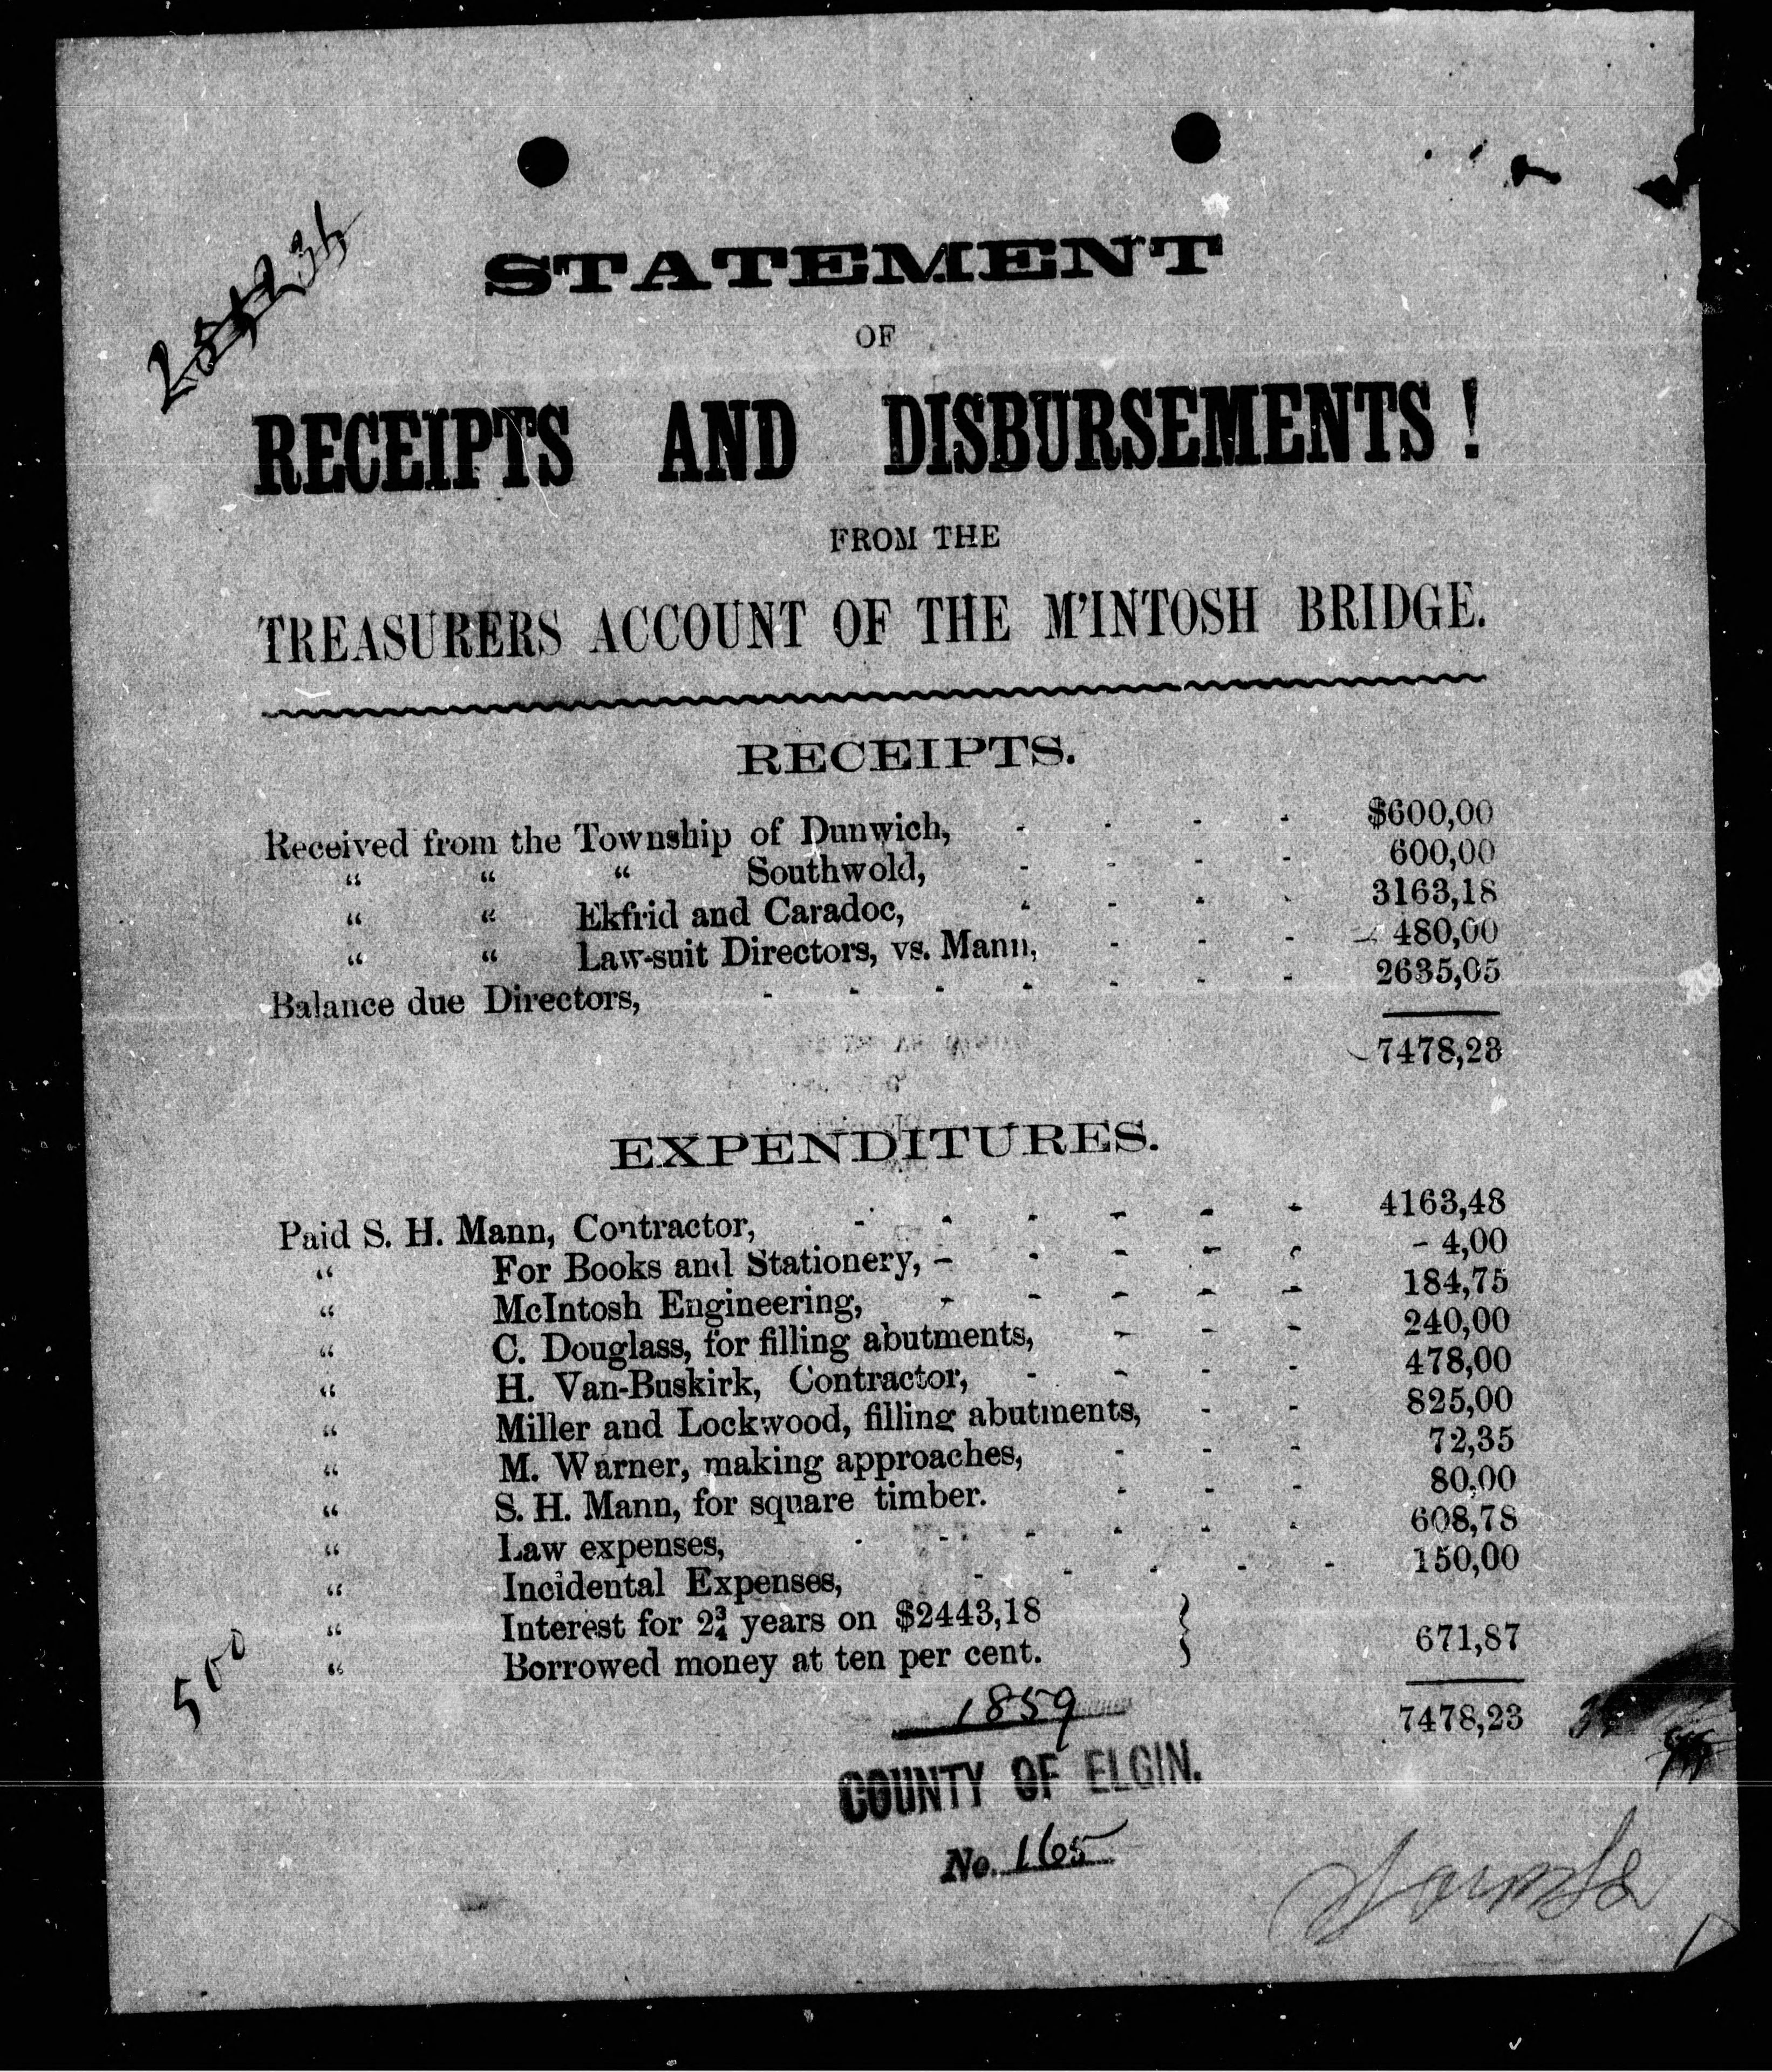 STATEMENT
OF
RECEIPTS AND DISBURSEMENTS !
FROM THE
TREASURERS ACCOUNT OF THE M'INTOSH BRIDGE.
RECEIPTS.
Received from the Township of Dunwich, - - - - $600,00
" " " Southwold, - - - - 600,00
" " Ekfrid and Caradoc, - - - - 3163,18
" " Law-suit Directors, vs. Mann, - - - 480,00
Balance due Directors, - - - - - - - 2635,05
7478,23
EXPENDITURES.
Paid S. H. Mann, Contractor, - - - - - - 4163,48
" For Books and Stationery, - - - - - - 4,00
" McIntosh Engineering, - - - - - 184,75
" C. Douglass, for filling abutments, - - - 240,00
" H. Van-Buskirk, Contractor, - - - - 478,00
" Miller and Lockwood, filling abutments, - - 825,00
" M. Warner, making approaches, - - - 72,35
" S. H. Mann, for square timber. - - - 80,00
" Law expenses, - - - - - - 608,78
" Incidental Expenses, - - - - - 150,00
" Interest for 2¾ years on $2443,18 }
" Borrowed money at ten per cent. } 671,87
7478,23
500
1859
COUNTY OF ELGIN.
No. 165